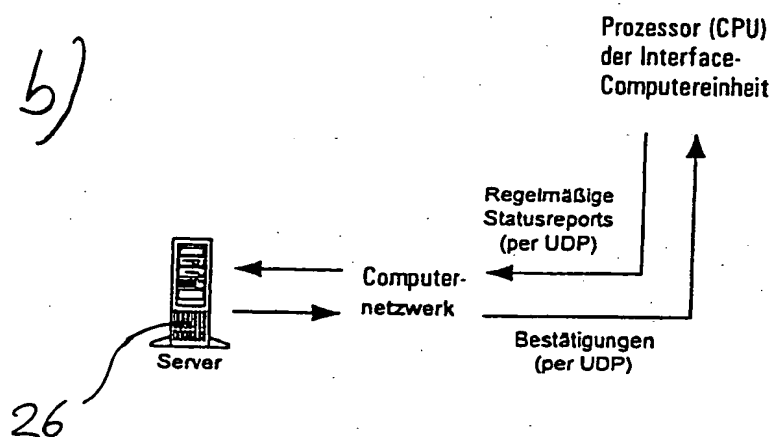 b)
Prozessor (CPU)
der Interface-
Computereinheit
Regelmäßige
Statusreports
(per UDP)
Computer-
netzwerk
Bestätigungen
(per UDP)
Server
26